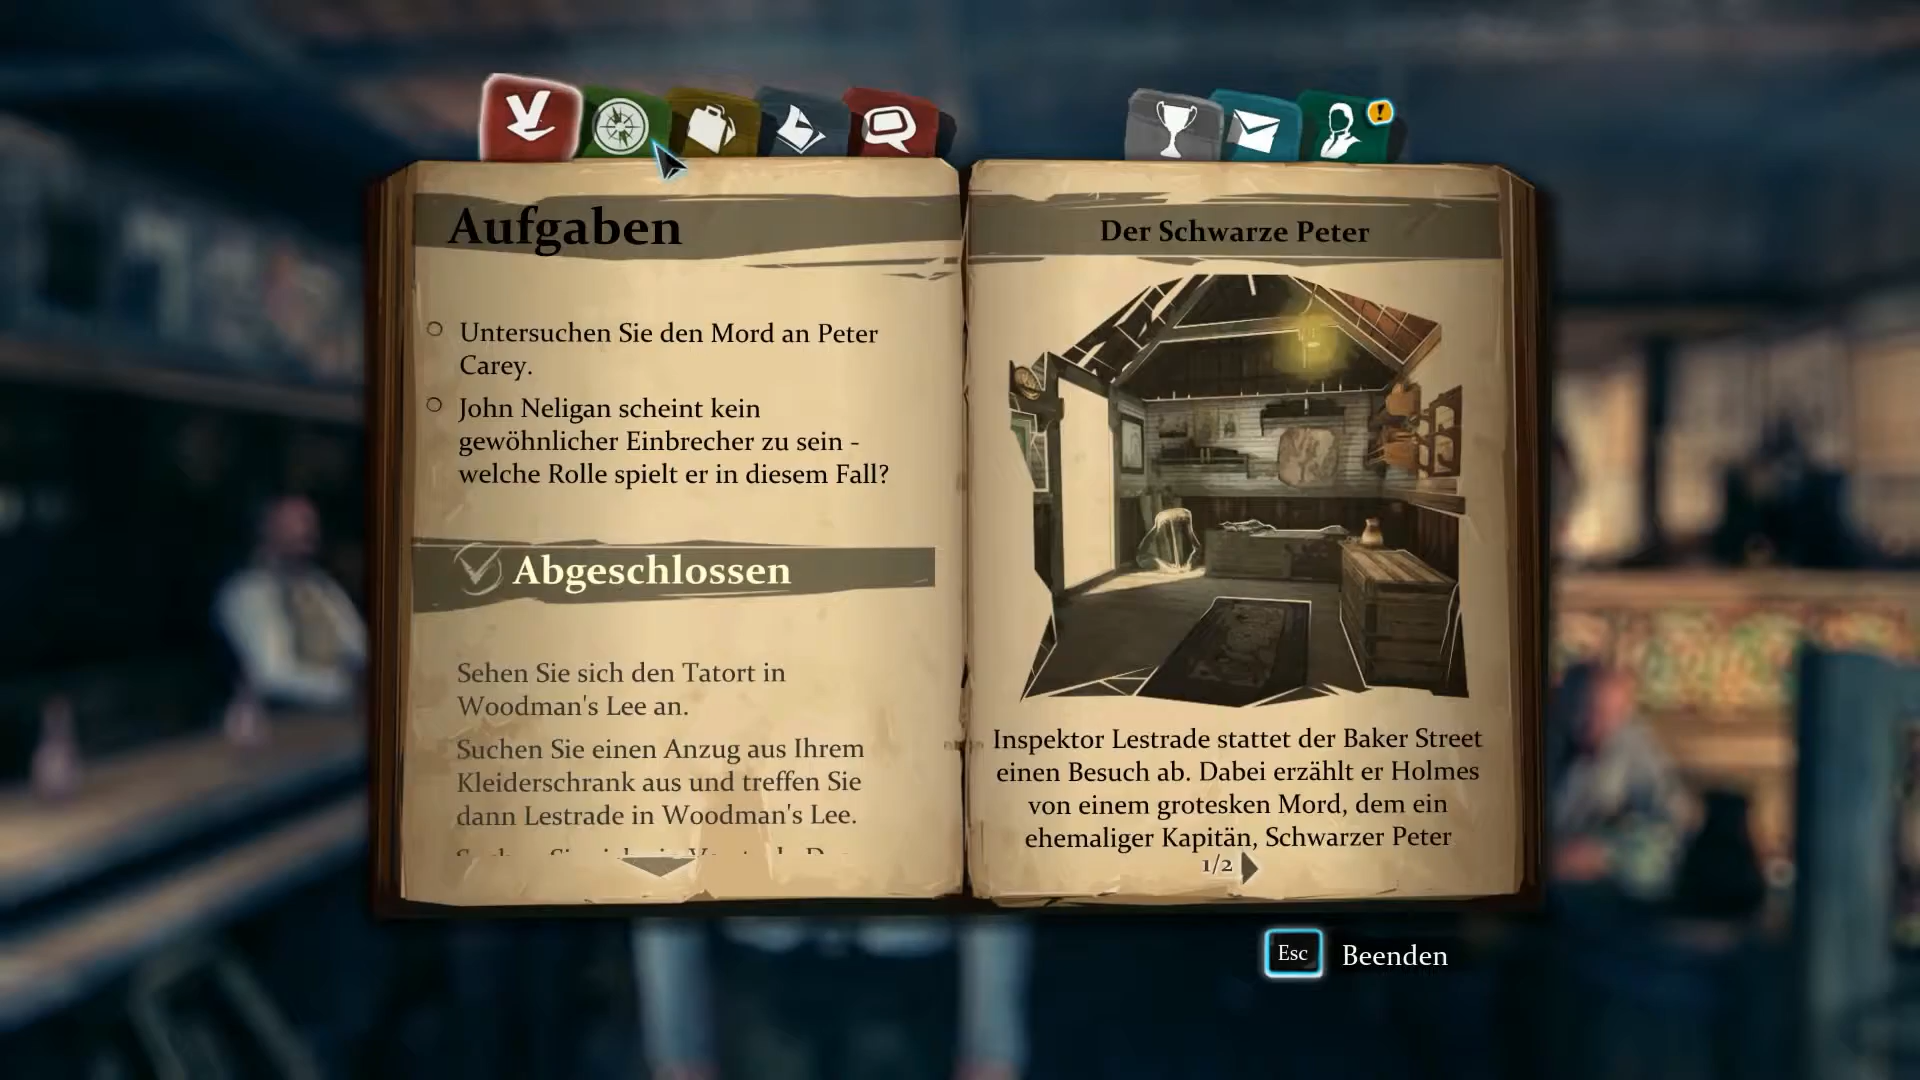 Aufgaben
Untersuchen Sie den Mord an Peter
Carey.
John Neligan scheint kein
gewöhnlicher Einbrecher zu sein -
welche Rolle spielt er in diesem Fall?
Abgeschlossen
Sehen Sie sich den Tatort in
Woodman's Lee an.
Suchen Sie einen Anzug aus Ihrem
Kleiderschrank aus und treffen Sie
dann Lestrade in Woodman's Lee.
Der Schwarze Peter
Inspektor Lestrade stattet der Baker Street
einen Besuch ab. Dabei erzählt er Holmes
von einem grotesken Mord, dem ein
ehemaliger Kapitän, Schwarzer Peter
1/2
Esc Beenden